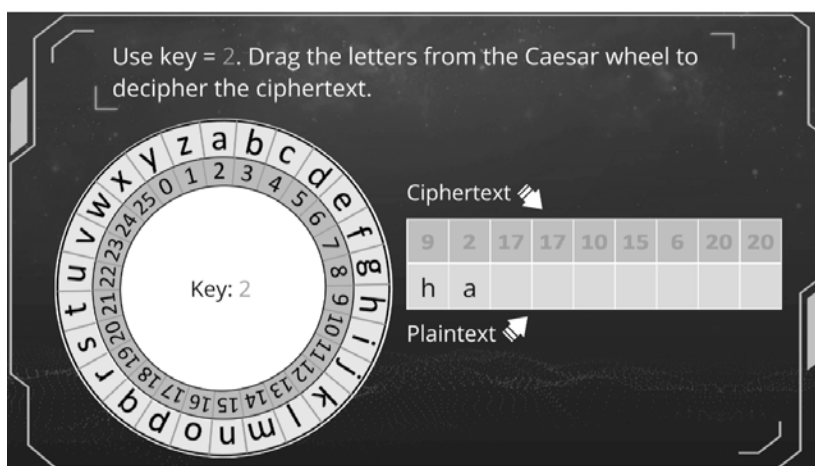 Use key = 2. Drag the letters from the Caesar wheel to
decipher the ciphertext.
a b c d e f g h i j k l m n o p q r s t u v w x y z
2 3 4 5 6 7 8 9 10 11 12 13 14 15 16 17 18 19 20 21 22 23 24 25 0 1
Key: 2
Ciphertext
9 2 17 17 10 15 6 20 20
h a
Plaintext